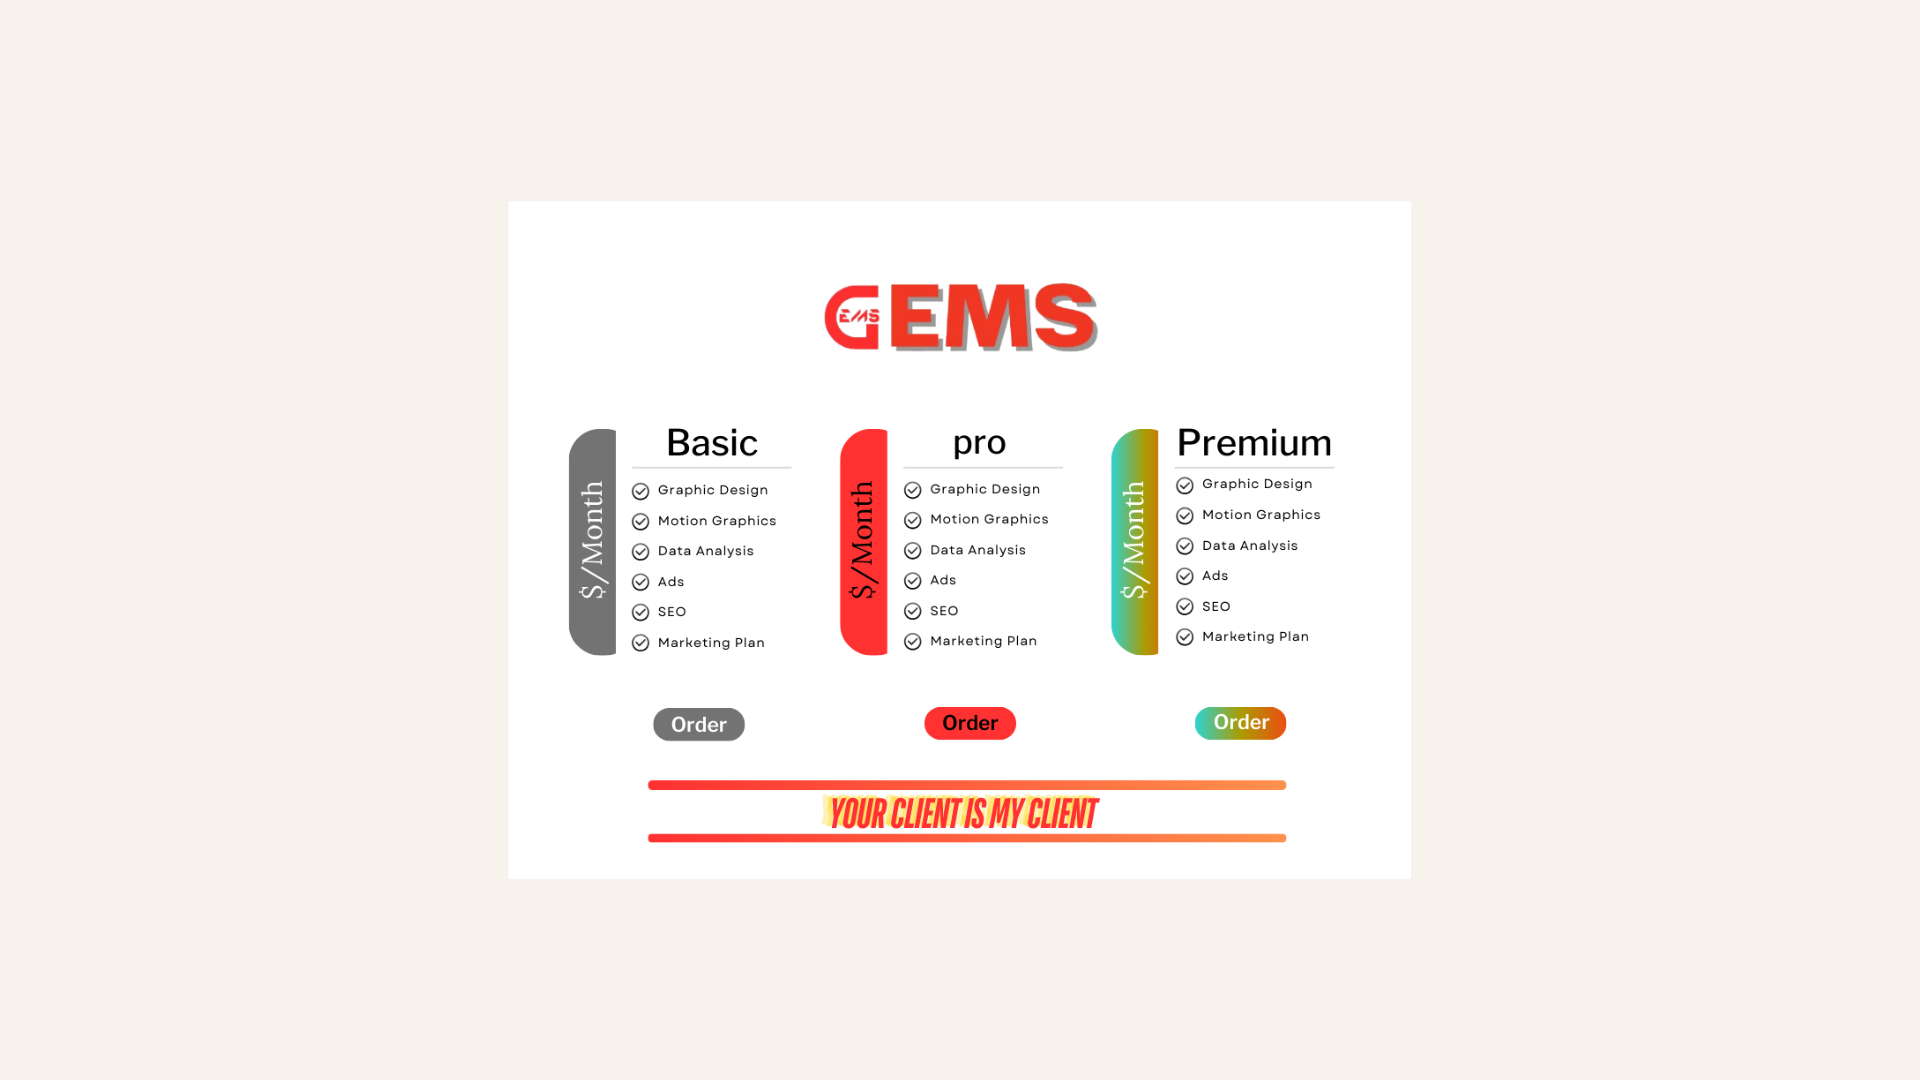 GEMS
EMS
Basic
$/Month
Graphic Design
Motion Graphics
Data Analysis
Ads
SEO
Marketing Plan
Order
pro
$/Month
Graphic Design
Motion Graphics
Data Analysis
Ads
SEO
Marketing Plan
Order
Premium
$/Month
Graphic Design
Motion Graphics
Data Analysis
Ads
SEO
Marketing Plan
Order
YOUR CLIENT IS MY CLIENT